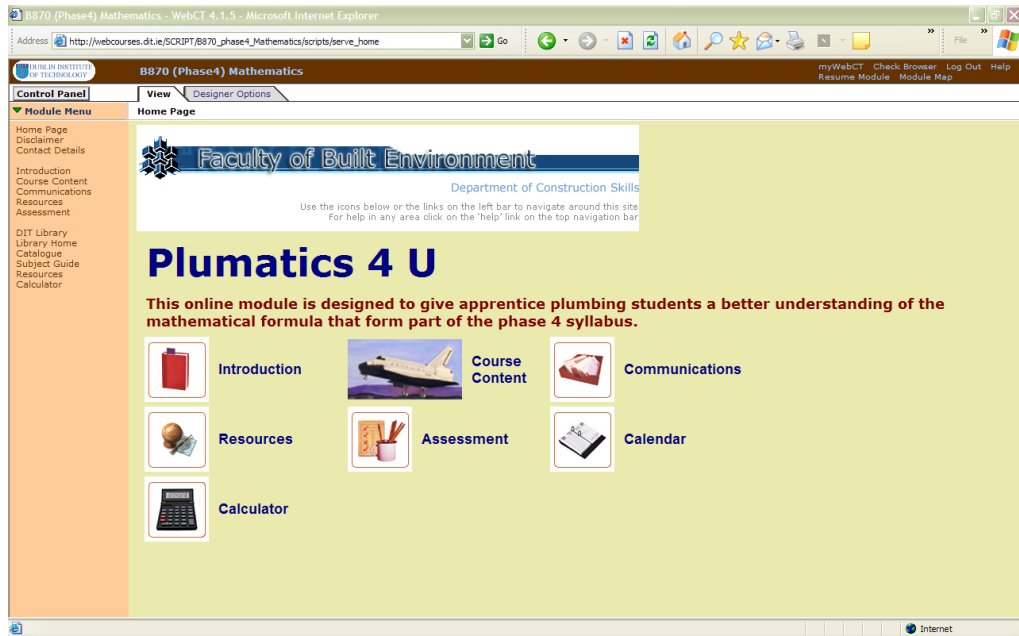 B870 (Phase4) Mathematics - WebCT 4.1.5 - Microsoft Internet Explorer
Address http://webcourses.dit.ie/SCRIPT/B870_phase4_Mathematics/scripts/serve_home Go » File »
DUBLIN INSTITUTE
OF TECHNOLOGY
B870 (Phase4) Mathematics
myWebCT Check Browser Log Out Help
Resume Module Module Map
Control Panel View Designer Options
Module Menu Home Page
Home Page
Disclaimer
Contact Details
Introduction
Course Content
Communications
Resources
Assessment
DIT Library
Library Home
Catalogue
Subject Guide
Resources
Calculator
Faculty of Built Environment
Department of Construction Skills
Use the icons below or the links on the left bar to navigate around this site
For help in any area click on the 'help' link on the top navigation bar
Plumatics 4 U
This online module is designed to give apprentice plumbing students a better understanding of the
mathematical formula that form part of the phase 4 syllabus.
Introduction
Course
Content
Communications
Resources
Assessment
Calendar
Calculator
Internet